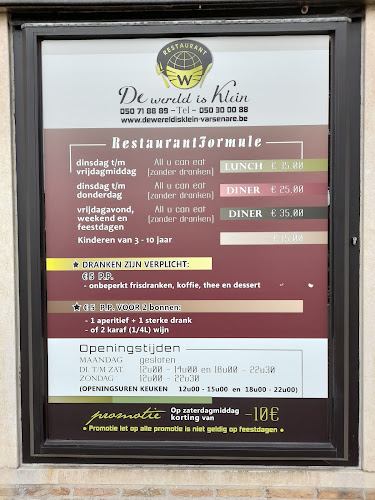 RESTAURANT
W
De wereld is Klein
050 71 88 89 - Tel - 050 30 00 88
www.dewereldisklein-varsenare.be
RestaurantFormule
dinsdag t/m vrijdagmiddag All u can eat (zonder dranken) LUNCH
dinsdag t/m donderdag All u can eat (zonder dranken) DINER € 25,00
vrijdagavond, weekend en feestdagen All u can eat (zonder dranken) DINER € 35,00
Kinderen van 3 - 10 jaar
★ DRANKEN ZIJN VERPLICHT:
€ 5 P.P.
- onbeperkt frisdranken, koffie, thee en dessert
★ € 5 P.P. VOOR 2 bonnen:
- 1 aperitief + 1 sterke drank
- of 2 karaf (1/4L) wijn
Openingstijden
MAANDAG gesloten
DI. T/M ZAT. 12u00 - 14u00 en 18u00 - 22u30
ZONDAG 12u00 - 22u30
(OPENINGSUREN KEUKEN 12u00 - 15u00 en 18u00 - 22u00)
promotie Op zaterdagmiddag korting van -10€
• Promotie let op alle promotie is niet geldig op feestdagen •